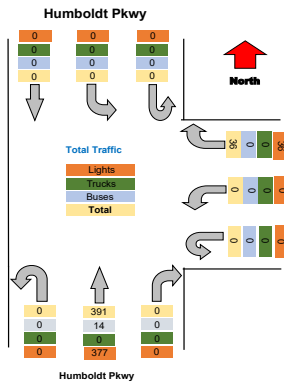 Humboldt Pkwy
0 0 0
0 0 0
0 0 0
0 0 0
North
Total Traffic
Lights
Trucks
Buses
Total
36 0 0 36
0 0 0 0
0 0 0 0
0 391 0
0 14 0
0 0 0
0 377 0
Humboldt Pkwy